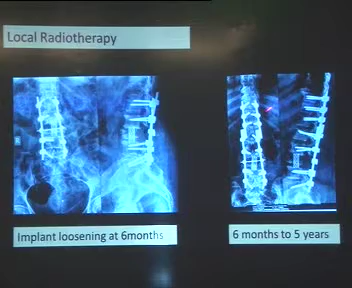 Local Radiotherapy
Implant loosening at 6months
6 months to 5 years